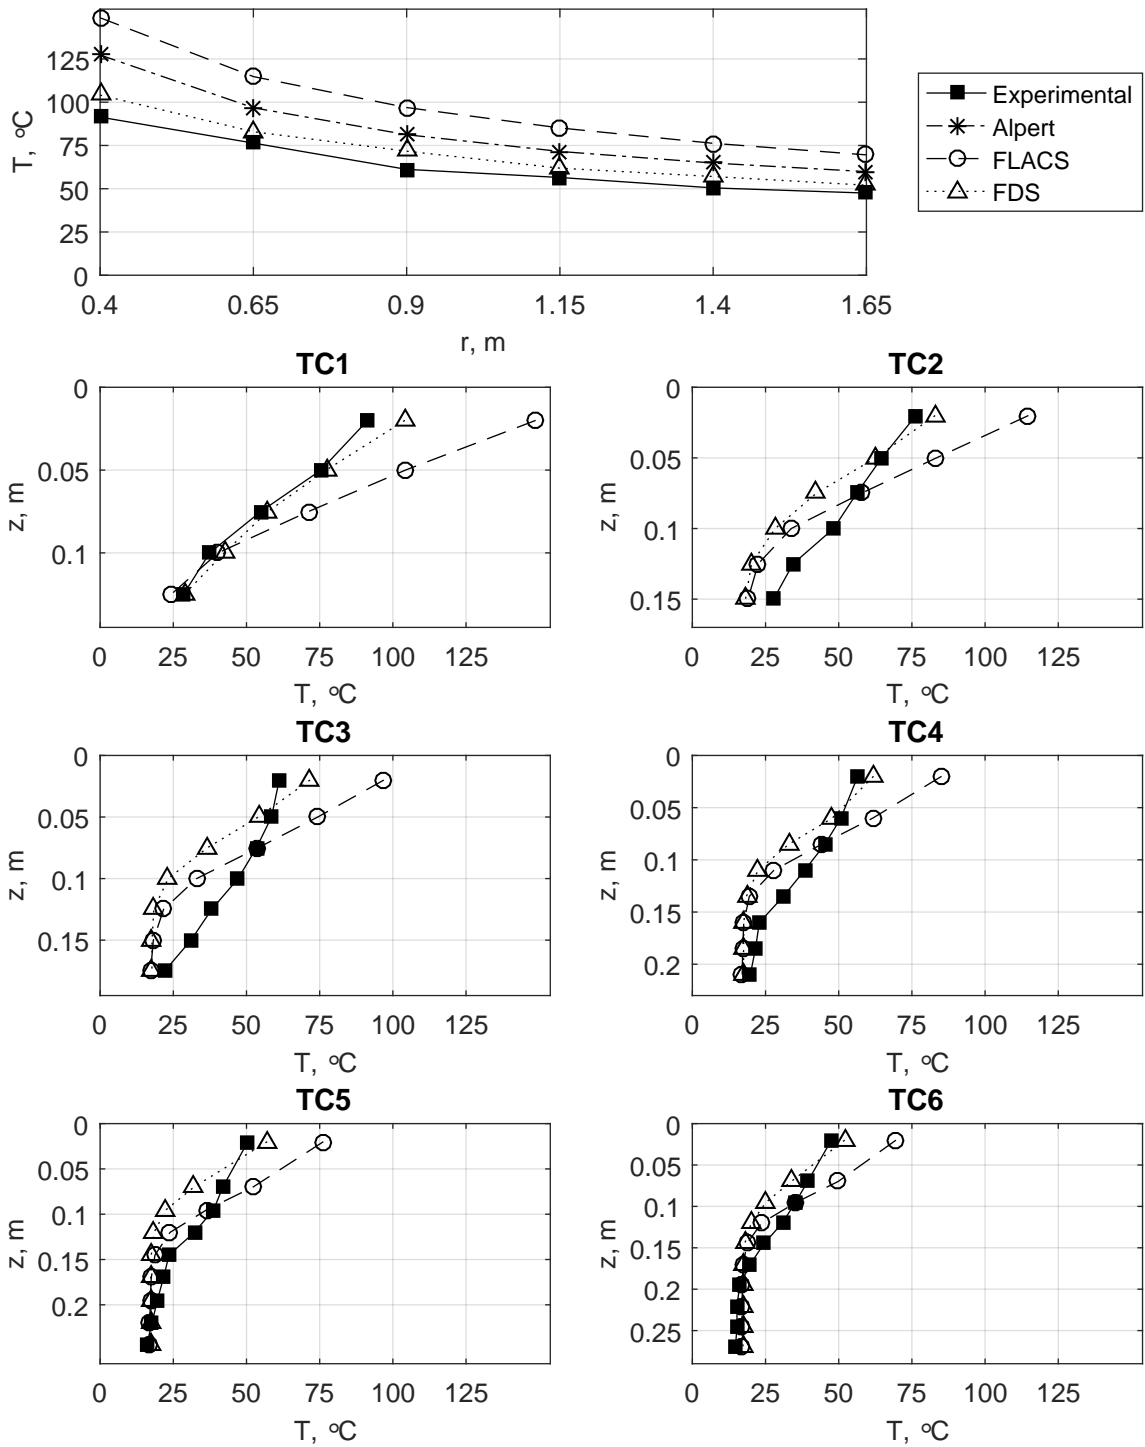 125
100
75
50
25
0
T, °C
0.4 0.65 0.9 1.15 1.4 1.65
r, m
Experimental
Alpert
FLACS
FDS
TC1
0
0.05
0.1
z, m
0 25 50 75 100 125
T, °C
TC2
0
0.05
0.1
0.15
z, m
0 25 50 75 100 125
T, °C
TC3
0
0.05
0.1
0.15
z, m
0 25 50 75 100 125
T, °C
TC4
0
0.05
0.1
0.15
0.2
z, m
0 25 50 75 100 125
T, °C
TC5
0
0.05
0.1
0.15
0.2
z, m
0 25 50 75 100 125
T, °C
TC6
0
0.05
0.1
0.15
0.2
0.25
z, m
0 25 50 75 100 125
T, °C